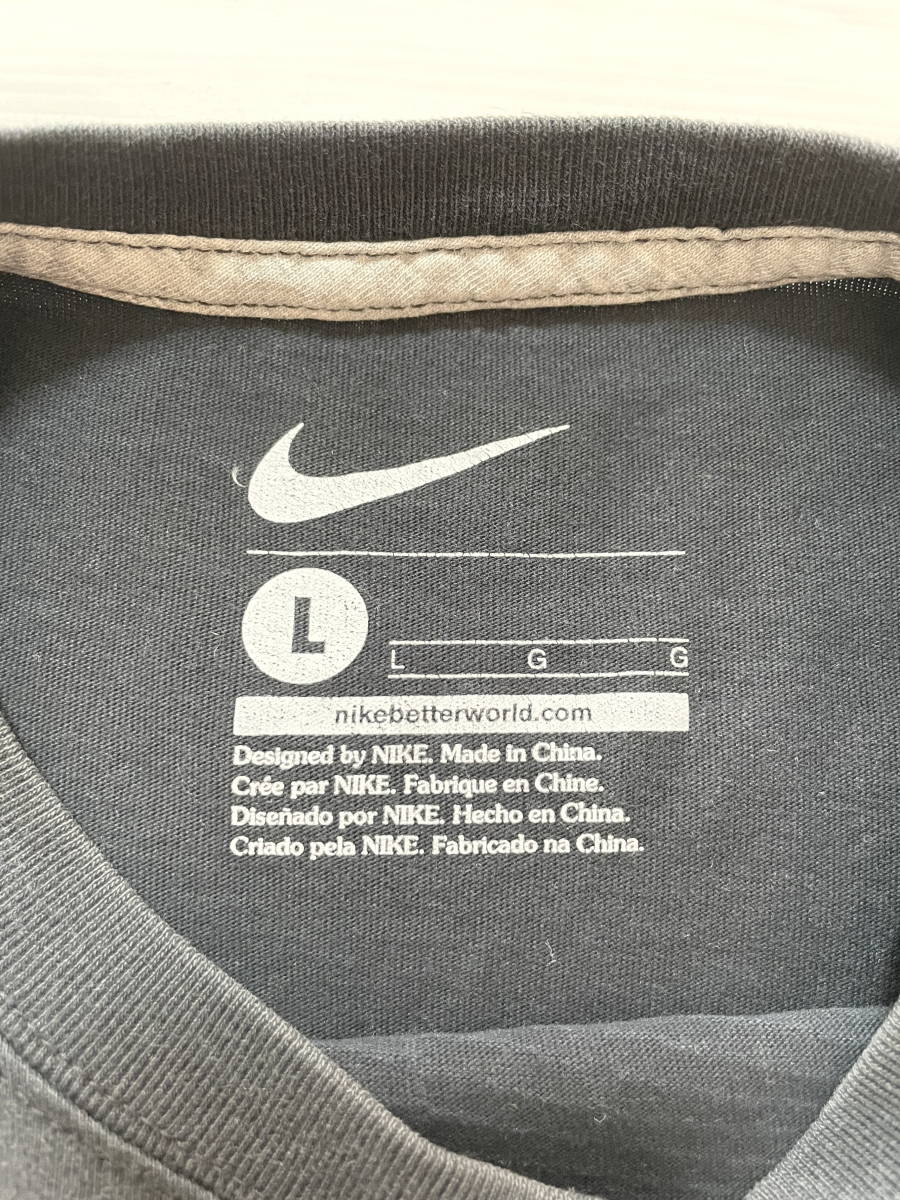 L
L G G
nikebetterworld.com
Designed by NIKE. Made in China.
Crée par NIKE. Fabrique en Chine.
Diseñado por NIKE. Hecho en China.
Criado pela NIKE. Fabricado na China.